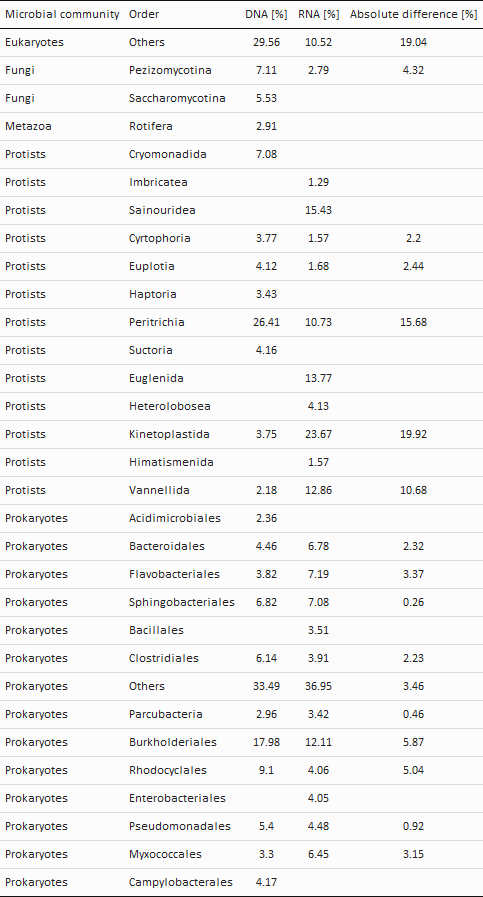 Microbial community Order DNA [%] RNA [%] Absolute difference [%]
Eukaryotes Others 29.56 10.52 19.04
Fungi Pezizomycotina 7.11 2.79 4.32
Fungi Saccharomycotina 5.53
Metazoa Rotifera 2.91
Protists Cryomonadida 7.08
Protists Imbricatea 1.29
Protists Sainouridea 15.43
Protists Cyrtophoria 3.77 1.57 2.2
Protists Euplotia 4.12 1.68 2.44
Protists Haptoria 3.43
Protists Peritrichia 26.41 10.73 15.68
Protists Suctoria 4.16
Protists Euglenida 13.77
Protists Heterolobosea 4.13
Protists Kinetoplastida 3.75 23.67 19.92
Protists Himatismenida 1.57
Protists Vannellida 2.18 12.86 10.68
Prokaryotes Acidimicrobiales 2.36
Prokaryotes Bacteroidales 4.46 6.78 2.32
Prokaryotes Flavobacteriales 3.82 7.19 3.37
Prokaryotes Sphingobacteriales 6.82 7.08 0.26
Prokaryotes Bacillales 3.51
Prokaryotes Clostridiales 6.14 3.91 2.23
Prokaryotes Others 33.49 36.95 3.46
Prokaryotes Parcubacteria 2.96 3.42 0.46
Prokaryotes Burkholderiales 17.98 12.11 5.87
Prokaryotes Rhodocyclales 9.1 4.06 5.04
Prokaryotes Enterobacteriales 4.05
Prokaryotes Pseudomonadales 5.4 4.48 0.92
Prokaryotes Myxococcales 3.3 6.45 3.15
Prokaryotes Campylobacterales 4.17